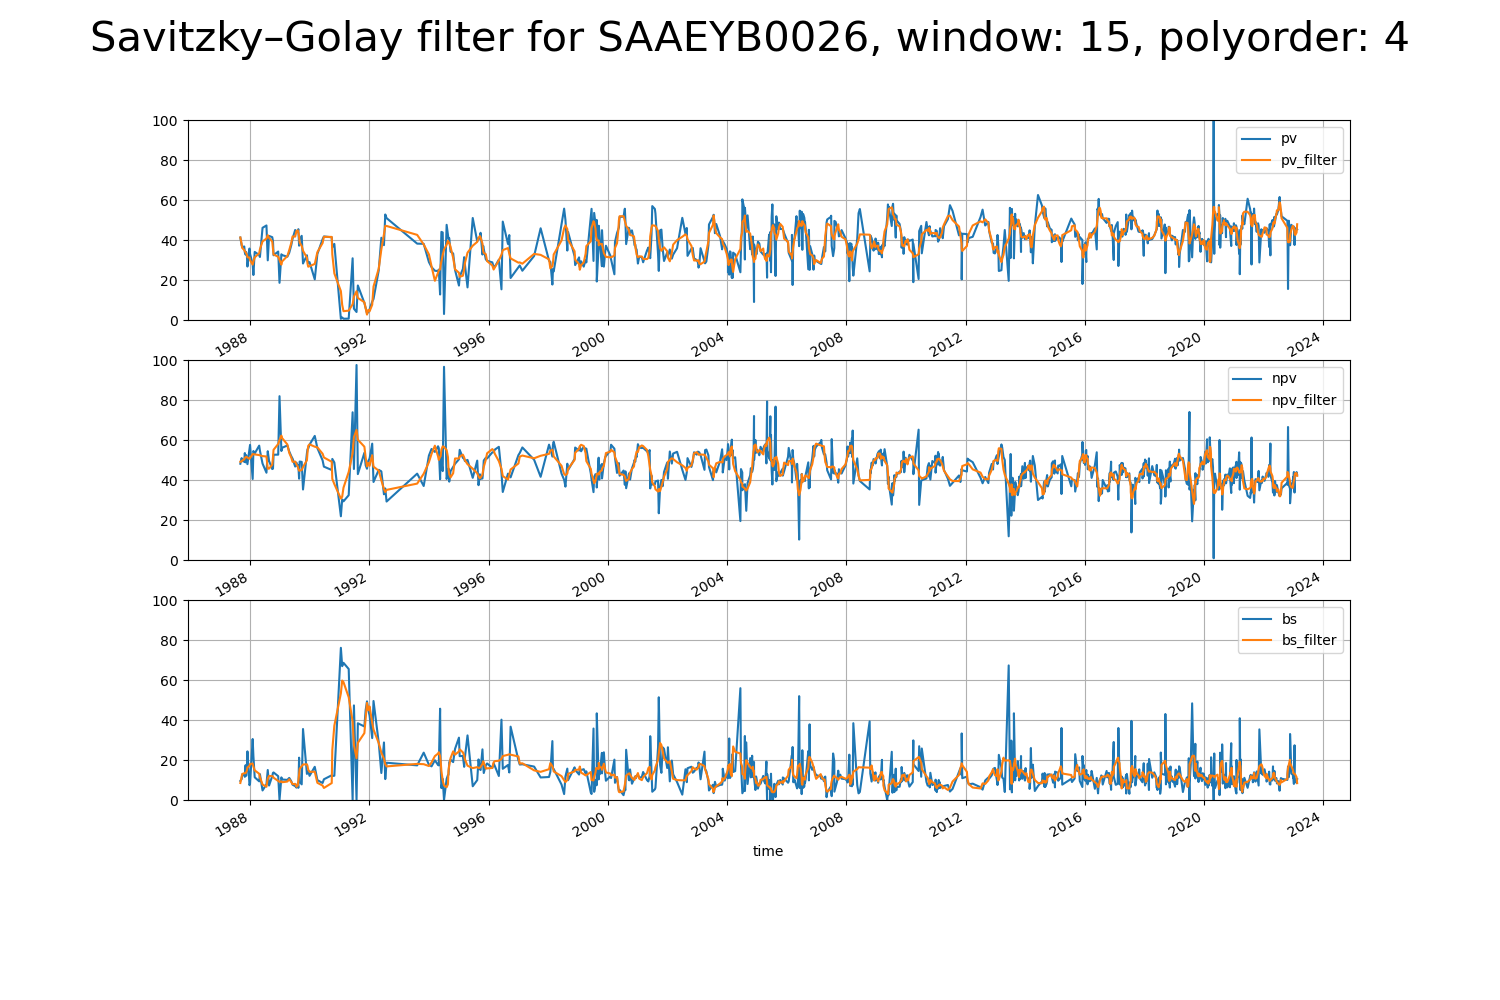 Savitzky–Golay filter for SAAEYB0026, window: 15, polyorder: 4
100
80
60
40
20
0
pv
pv_filter
1988 1992 1996 2000 2004 2008 2012 2016 2020 2024
100
80
60
40
20
0
npv
npv_filter
1988 1992 1996 2000 2004 2008 2012 2016 2020 2024
100
80
60
40
20
0
bs
bs_filter
1988 1992 1996 2000 2004 2008 2012 2016 2020 2024
time